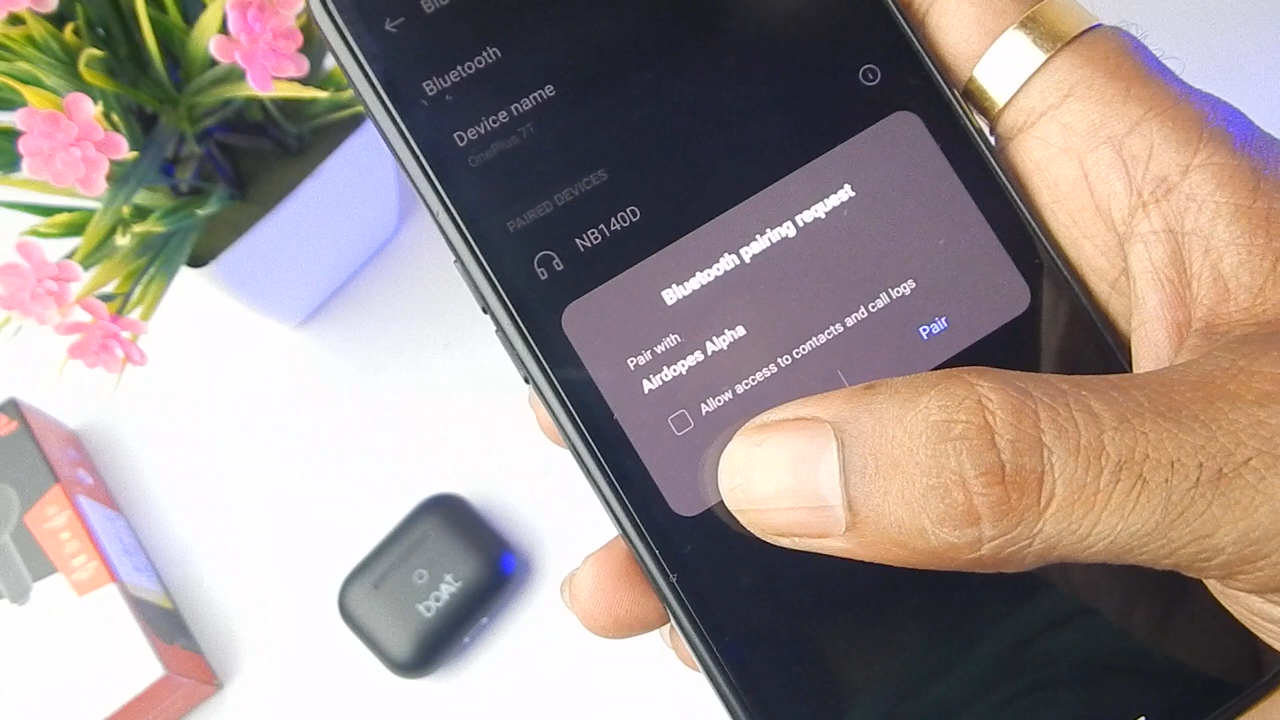 Bluetooth
Device name
OnePlus 7T
PAIRED DEVICES
NB140D
Bluetooth pairing request
Pair with
Airdopes Alpha
Allow access to contacts and call logs
Pair
boAt